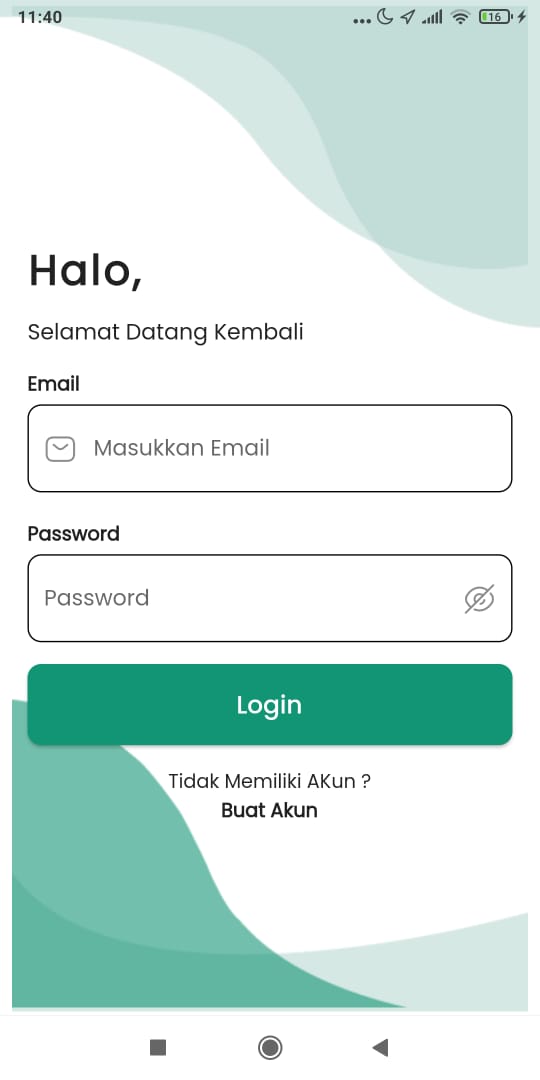 11:40
16
Halo,
Selamat Datang Kembali
Email
Masukkan Email
Password
Password
Login
Tidak Memiliki AKun ?
Buat Akun